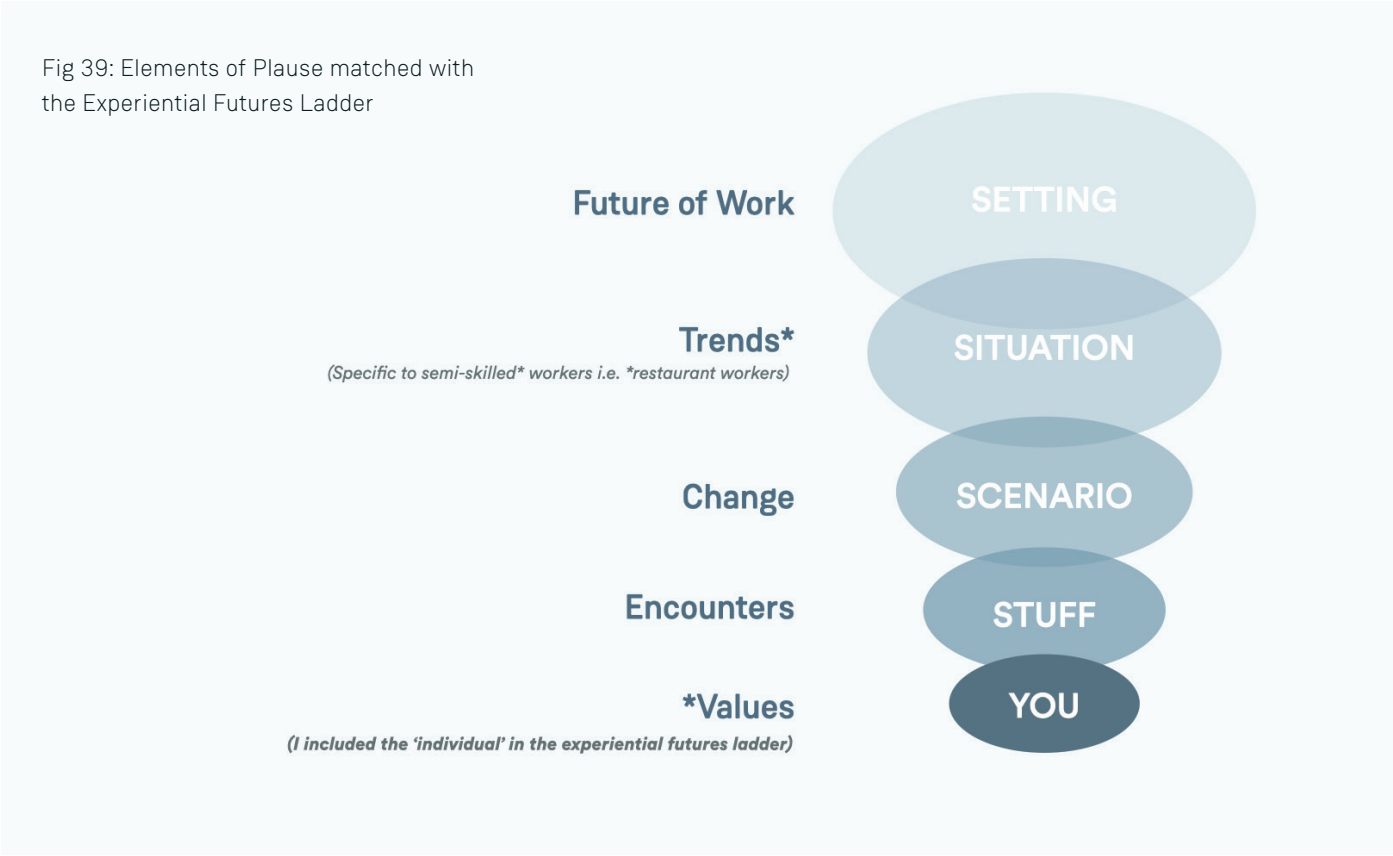 Fig 39: Elements of Plause matched with
the Experiential Futures Ladder
Future of Work
SETTING
Trends*
(Specific to semi-skilled* workers i.e. *restaurant workers)
SITUATION
Change
SCENARIO
Encounters
STUFF
*Values
(I included the ‘individual’ in the experiential futures ladder)
YOU